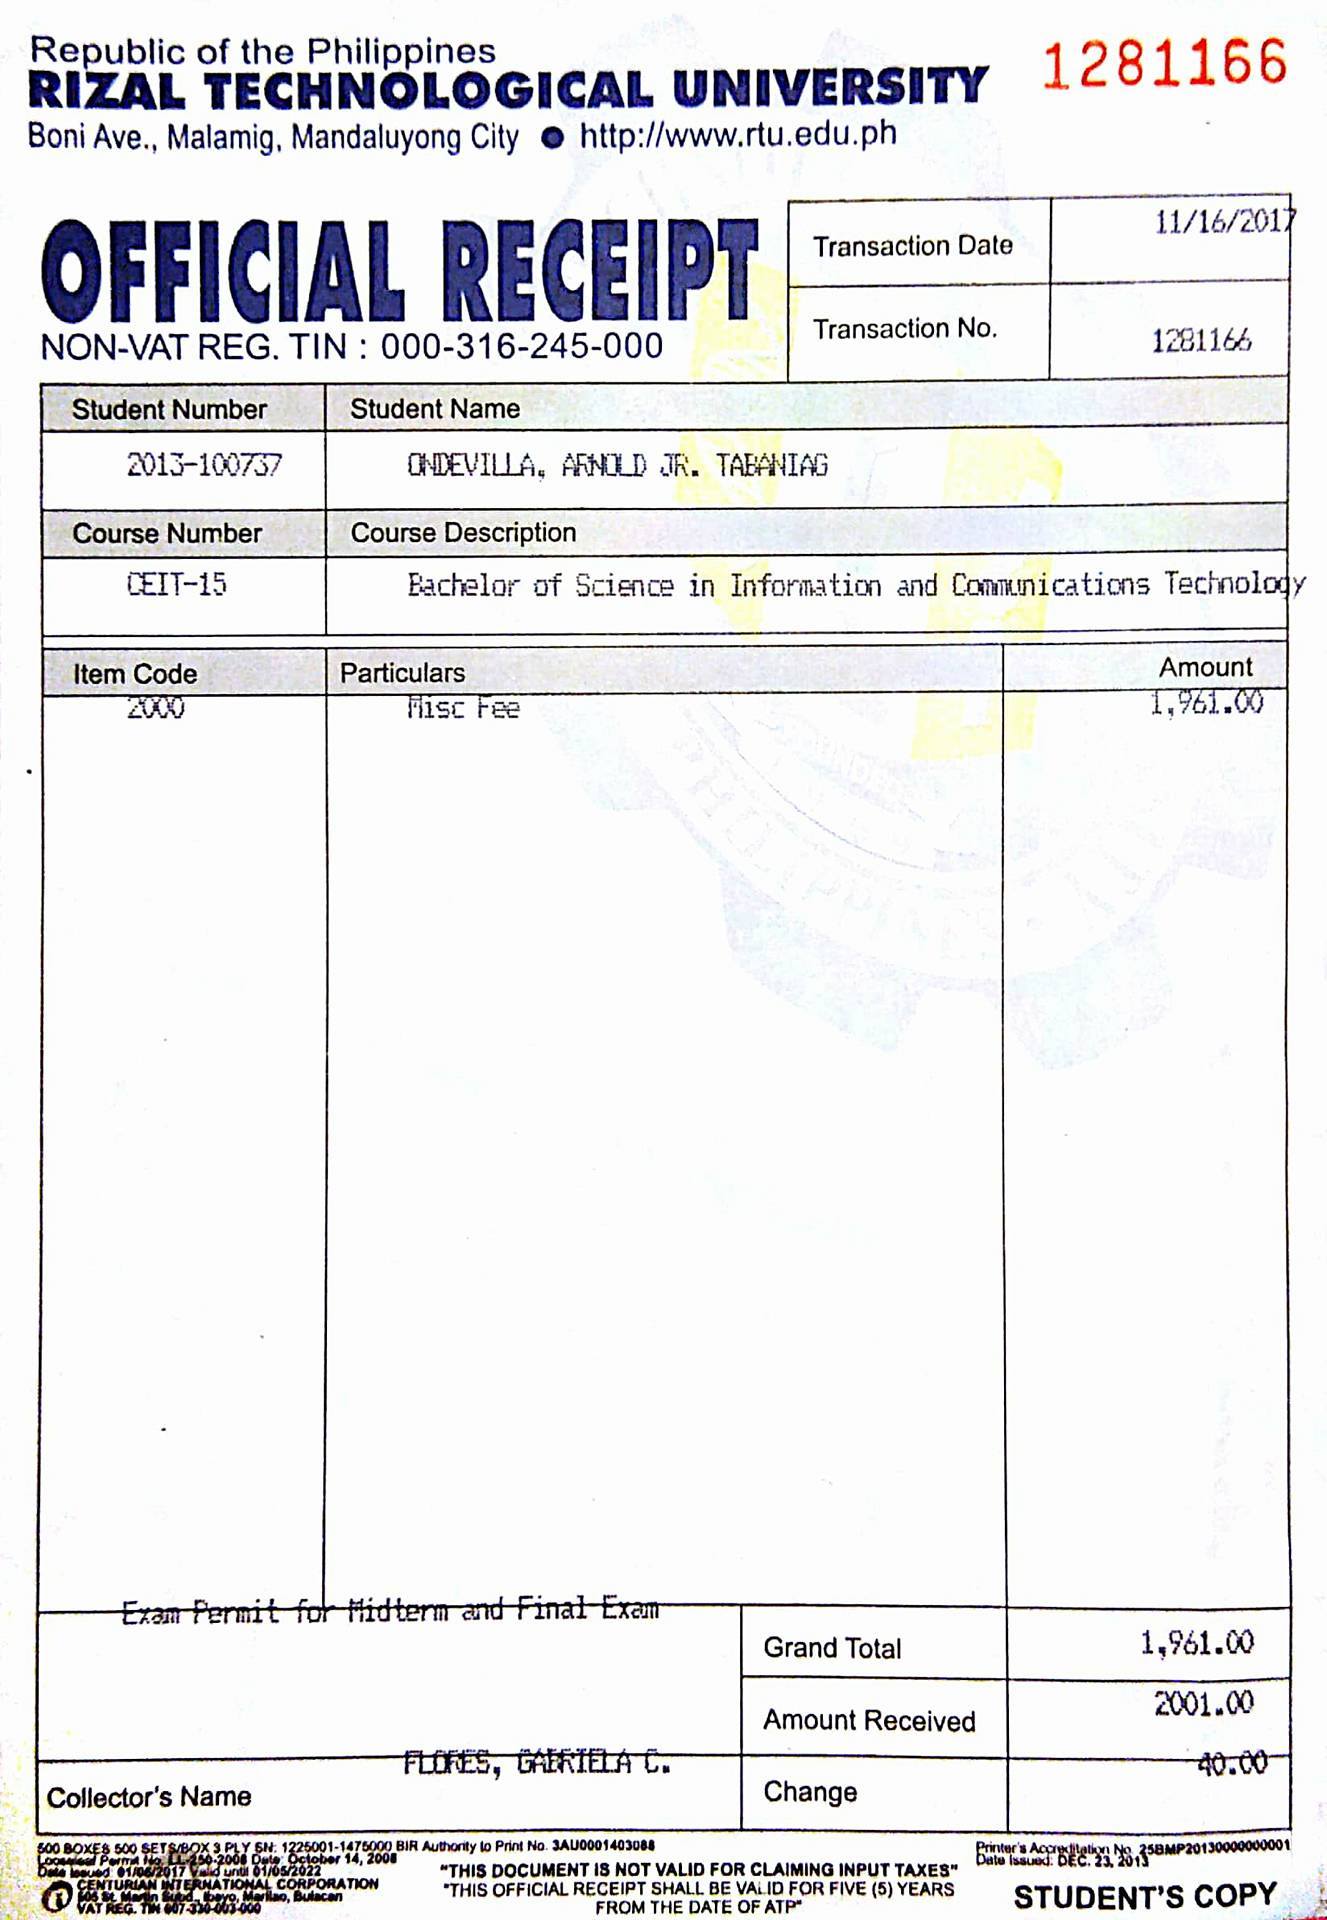 Republic of the Philippines
RIZAL TECHNOLOGICAL UNIVERSITY
1281166
Boni Ave., Malamig, Mandaluyong City ● http://www.rtu.edu.ph
OFFICIAL RECEIPT
NON-VAT REG. TIN : 000-316-245-000
Transaction Date 11/16/2017
Transaction No. 1281166
Student Number Student Name
2013-100737 ONDEVILLA, ARNOLD JR. TABANIAG
Course Number Course Description
CEIT-15 Bachelor of Science in Information and Communications Technology
Item Code Particulars Amount
2000 Misc Fee 1,961.00
Exam Permit for Midterm and Final Exam
Grand Total 1,961.00
Amount Received 2001.00
FLORES, GABRIELA C.
Collector's Name
Change 40.00
500 BOXES 500 SETS/BOX 3 PLY SN: 1225001-1475000 BIR Authority to Print No. 3AU0001403088
Looseleaf Permit No. LL-250-2008 Date: October 14, 2008
Date Issued: 01/06/2017 Valid until 01/05/2022
CENTURIAN INTERNATIONAL CORPORATION
605 St. Martin Subd., Ibayo, Marilao, Bulacan
VAT REG. TIN 007-330-003-000
"THIS DOCUMENT IS NOT VALID FOR CLAIMING INPUT TAXES"
"THIS OFFICIAL RECEIPT SHALL BE VALID FOR FIVE (5) YEARS
FROM THE DATE OF ATP"
Printer's Accreditation No. 25BMP20130000000001
Date Issued: DEC. 23, 2013
STUDENT'S COPY